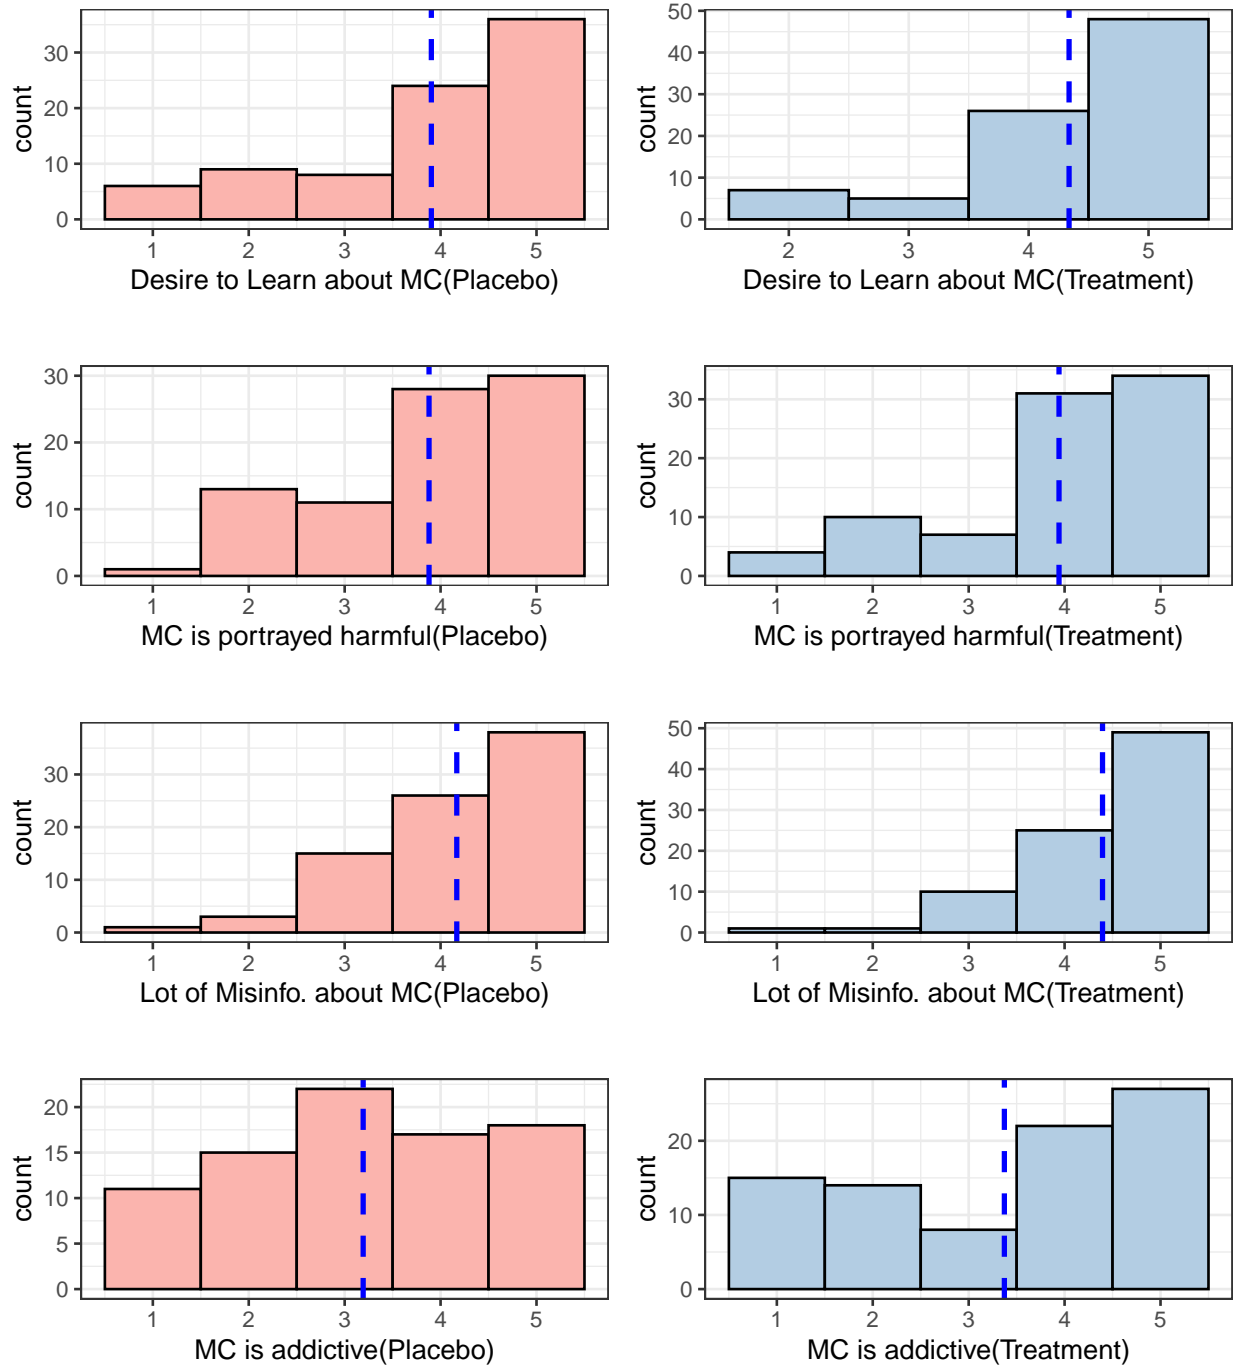 count
30
20
10
0
1 2 3 4 5
Desire to Learn about MC(Placebo)
count
50
40
30
20
10
0
2 3 4 5
Desire to Learn about MC(Treatment)
count
30
20
10
0
1 2 3 4 5
MC is portrayed harmful(Placebo)
count
30
20
10
0
1 2 3 4 5
MC is portrayed harmful(Treatment)
count
30
20
10
0
1 2 3 4 5
Lot of Misinfo. about MC(Placebo)
count
50
40
30
20
10
0
1 2 3 4 5
Lot of Misinfo. about MC(Treatment)
count
20
15
10
5
0
1 2 3 4 5
MC is addictive(Placebo)
count
20
10
0
1 2 3 4 5
MC is addictive(Treatment)